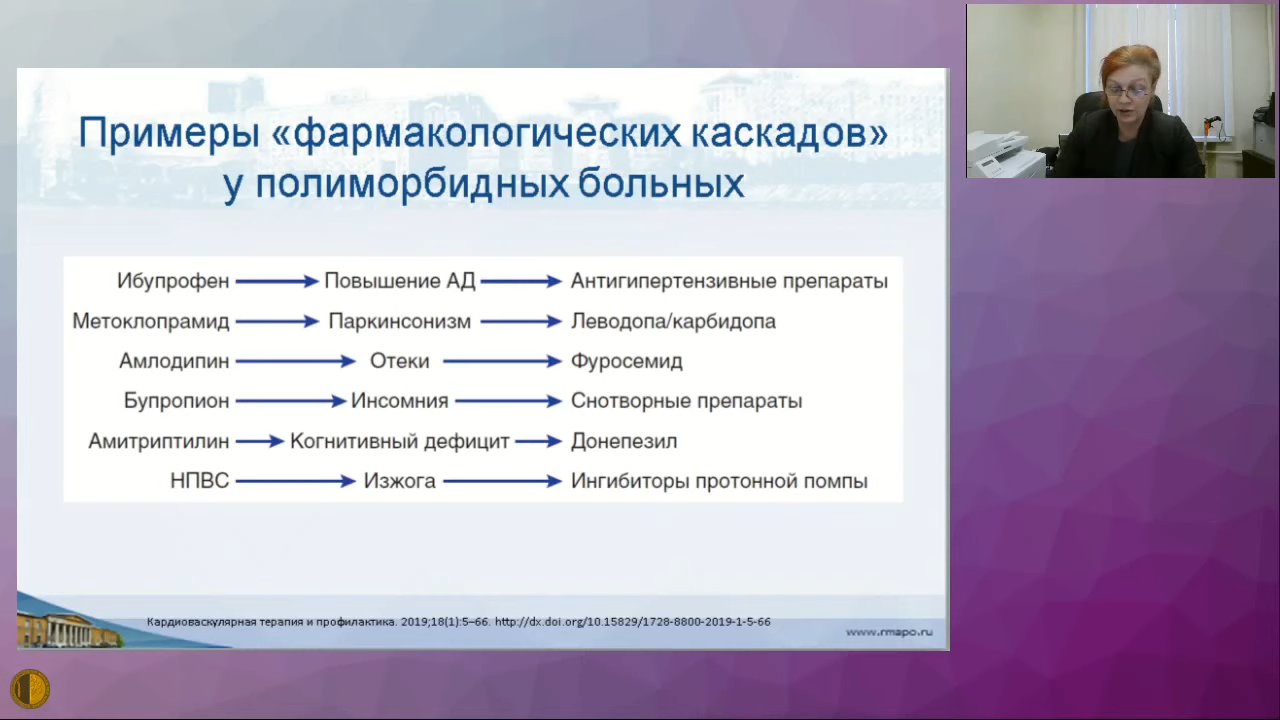 Примеры «фармакологических каскадов»
у полиморбидных больных
Ибупрофен Повышение АД Антигипертензивные препараты
Метоклопрамид Паркинсонизм Леводопа/карбидопа
Амлодипин Отеки Фуросемид
Бупропион Инсомния Снотворные препараты
Амитриптилин Когнитивный дефицит Донепезил
НПВС Изжога Ингибиторы протонной помпы
Кардиоваскулярная терапия и профилактика. 2019;18(1):5–66. http://dx.doi.org/10.15829/1728-8800-2019-1-5-66
www.rmapo.ru